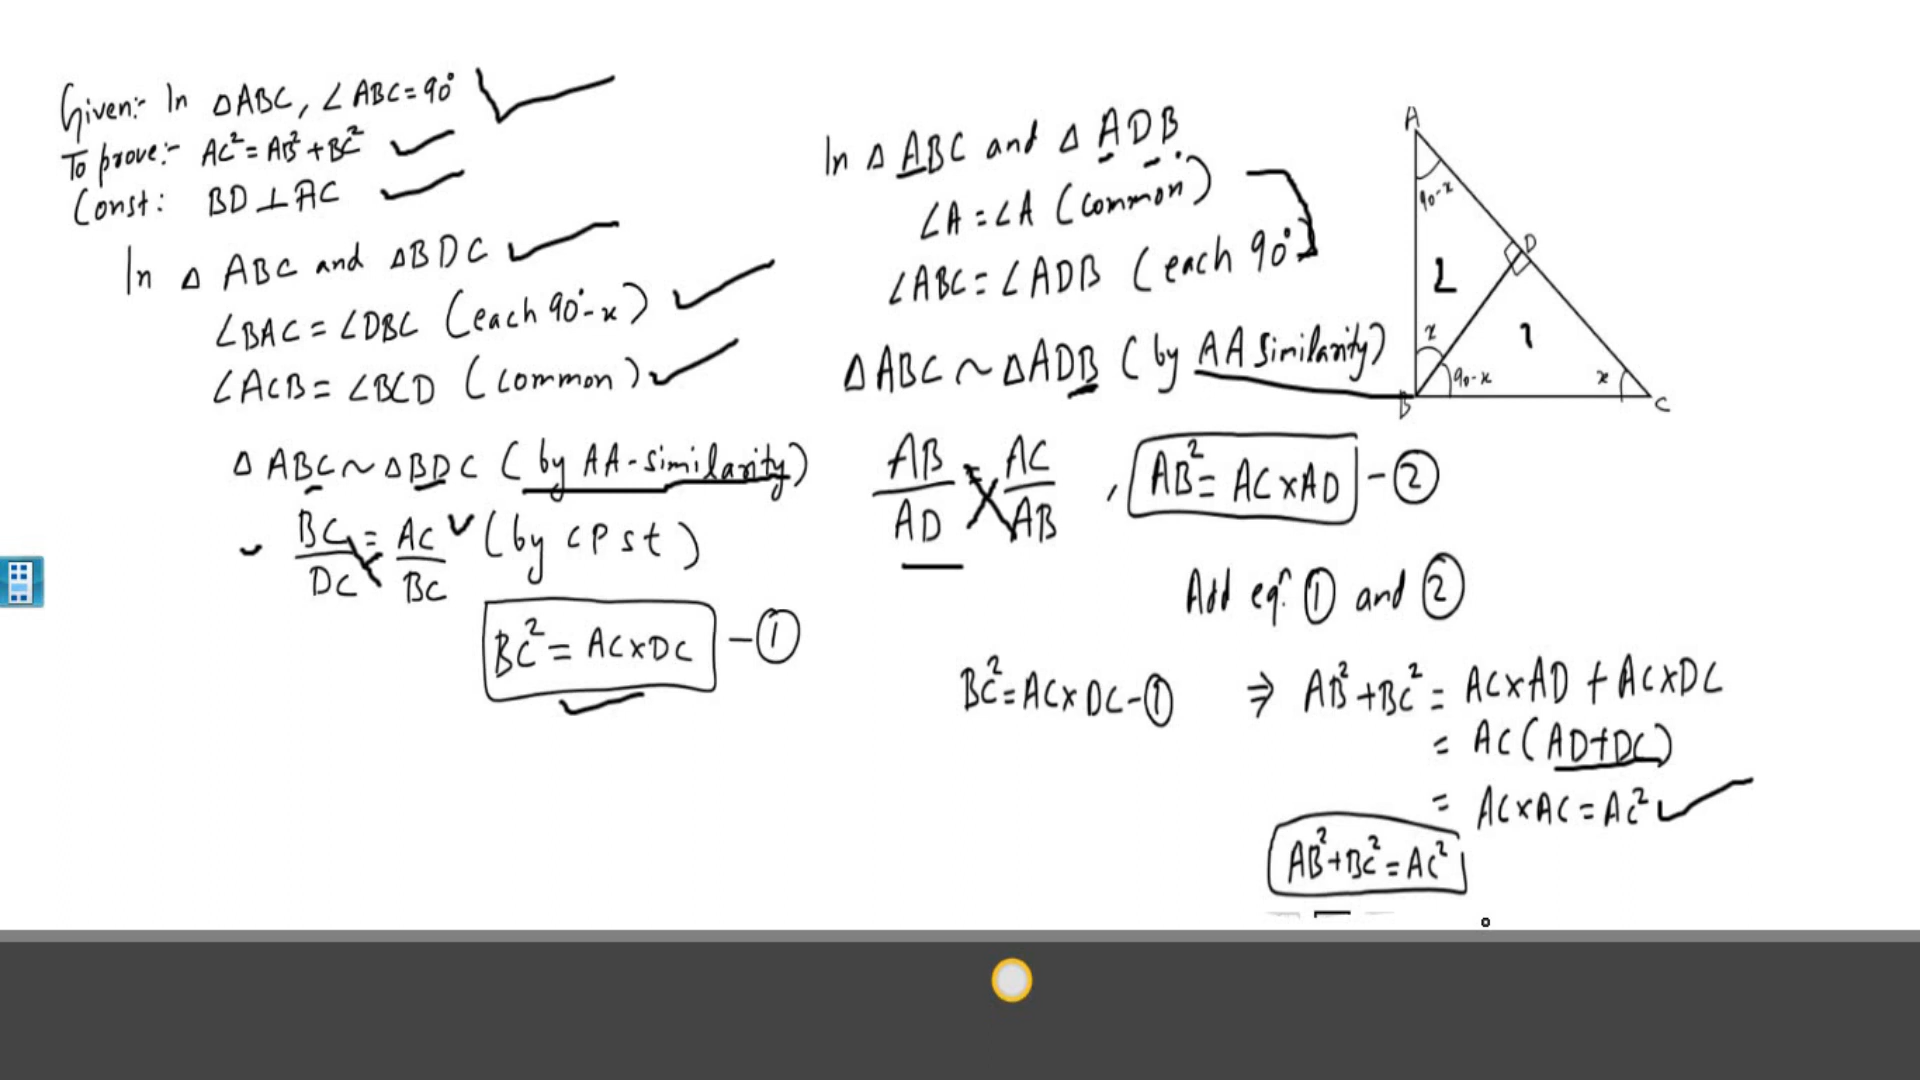 Given:- In △ABC, ∠ABC=90°
To prove:- AC²=AB²+BC²
Const: BD⊥AC
In △ ABC and △BDC
∠BAC = ∠DBC (each 90°-x)
∠ACB = ∠BCD (common)
△ ABC ~ △BDC (by AA-similarity)
BC/DC = AC/BC (by cpst)
BC² = AC×DC -①
In △ ABC and △ ADB
∠A = ∠A (common)
∠ABC = ∠ADB (each 90°)
△ABC ~ △ADB (by AA similarity)
AB/AD = AC/AB , AB² = AC×AD -②
Add eqⁿ ① and ②
BC²=AC×DC-① ⇒ AB²+BC² = AC×AD + AC×DC
= AC(AD+DC)
= AC×AC = AC²
AB²+BC²=AC²
A
90-x
D
2
1
x
90-x
x
B
C